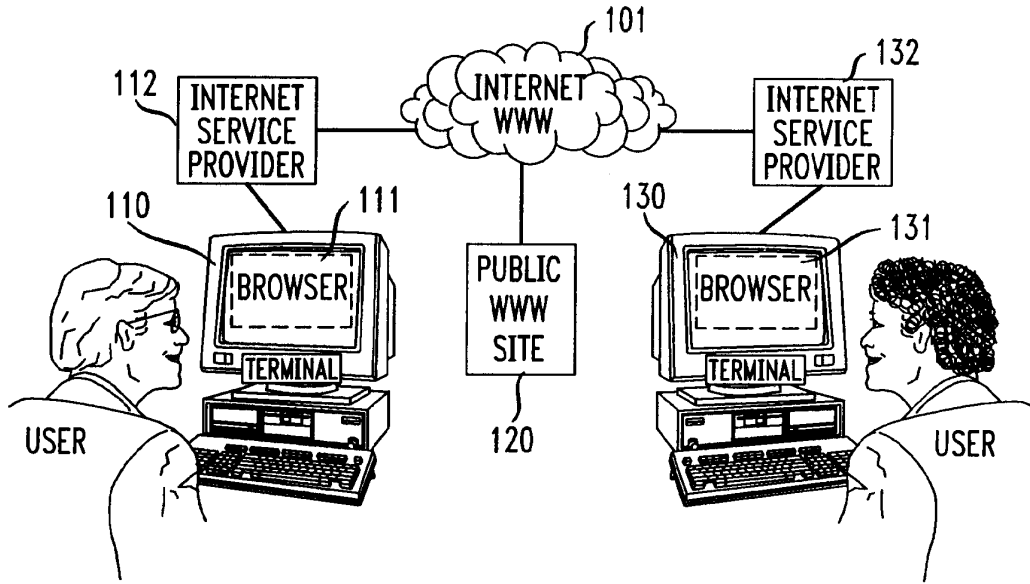 101
132
112
INTERNET
SERVICE
PROVIDER
INTERNET
WWW
INTERNET
SERVICE
PROVIDER
110
111
130
131
BROWSER
PUBLIC
WWW
SITE
BROWSER
TERMINAL
TERMINAL
120
USER
USER